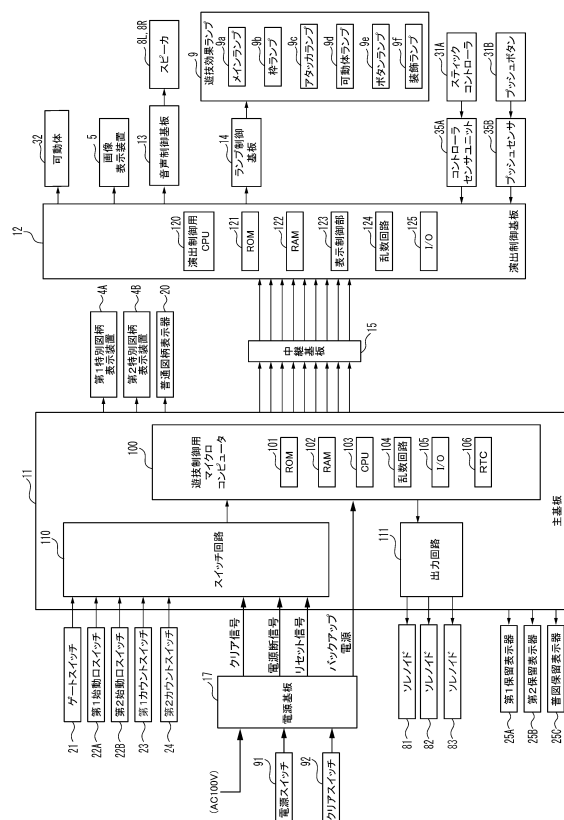 21
ゲートスイッチ
22A
第1始動口スイッチ
22B
第2始動口スイッチ
23
第1カウントスイッチ
24
第2カウントスイッチ
(AC100V)
91
電源スイッチ
92
クリアスイッチ
17
電源基板
クリア信号
電源断信号
リセット信号
バックアップ
電源
81
ソレノイド
82
ソレノイド
83
ソレノイド
25A
第1保留表示器
25B
第2保留表示器
25C
普図保留表示器
11
主基板
110
スイッチ回路
111
出力回路
100
遊技制御用
マイクロ
コンピュータ
101
ROM
102
RAM
103
CPU
104
乱数回路
105
I/O
106
RTC
第1特別図柄
表示装置
4A
第2特別図柄
表示装置
4B
普通図柄表示器
20
中継
基板
15
12
演出制御基板
120
演出制御用
CPU
121
ROM
122
RAM
123
表示制御部
124
乱数回路
125
I/O
32
可動体
5
画像
表示装置
13
音声制御基板
8L、8R
スピーカ
14
ランプ制御
基板
9
遊技効果ランプ
9a
メインランプ
9b
枠ランプ
9c
アタッカランプ
9d
可動体ランプ
9e
ボタンランプ
9f
装飾ランプ
35A
コントローラ
センサユニット
31A
スティック
コントローラ
35B
プッシュセンサ
31B
プッシュボタン